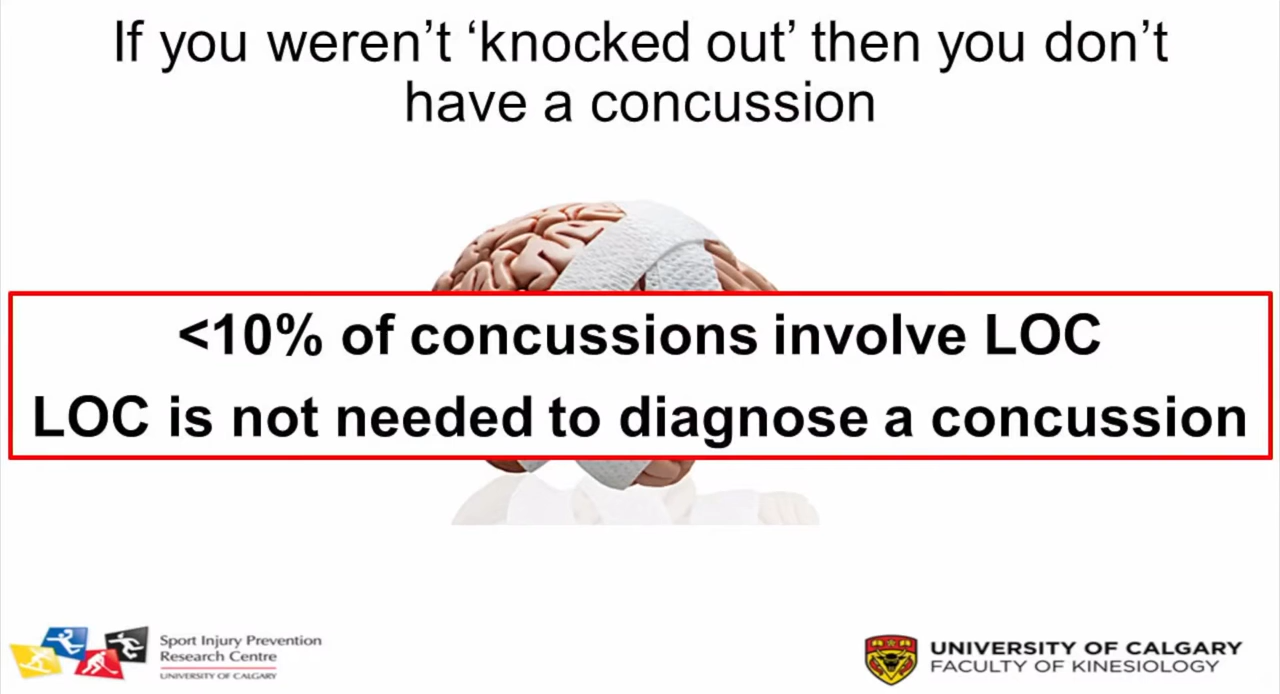 If you weren’t ‘knocked out’ then you don’t
have a concussion
<10% of concussions involve LOC
LOC is not needed to diagnose a concussion
Sport Injury Prevention
Research Centre
UNIVERSITY OF CALGARY
UNIVERSITY OF CALGARY
FACULTY OF KINESIOLOGY